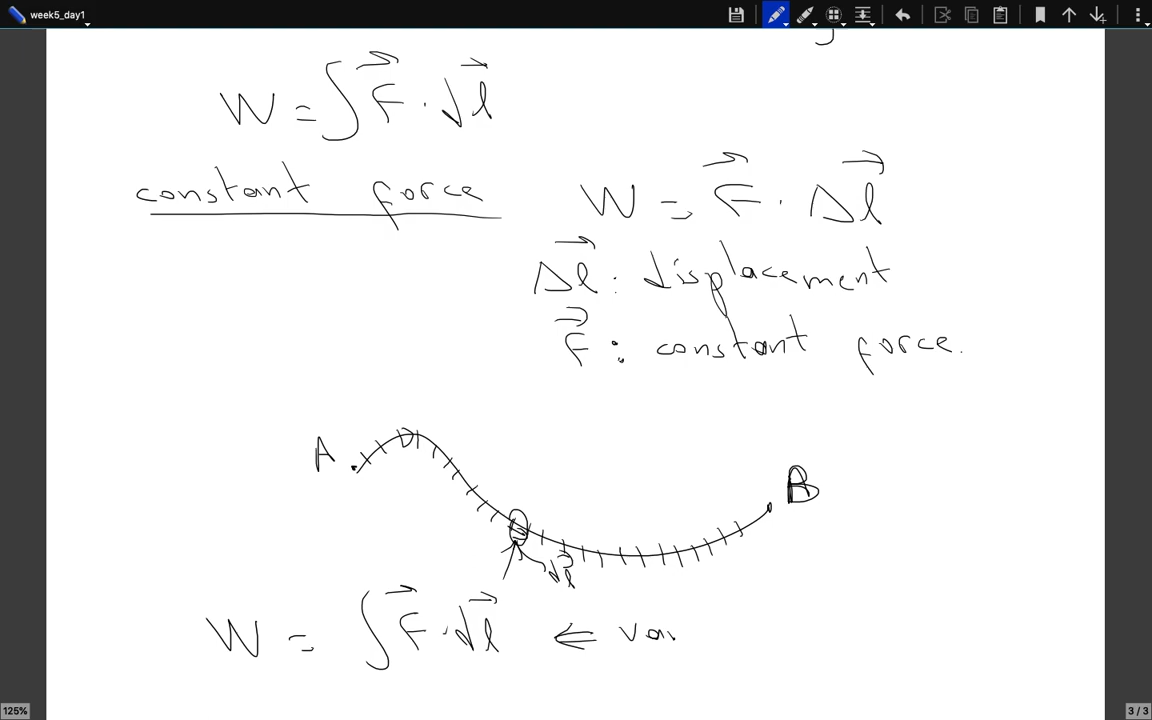 week5_day1
W = ∫ F⃗ · dl⃗
constant force
W = F⃗ · Δl⃗
Δl⃗ : displacement
F⃗ : constant force.
A
B
dl⃗
W = ∫ F⃗ · dl⃗ ⇐ va
125%
3 / 3